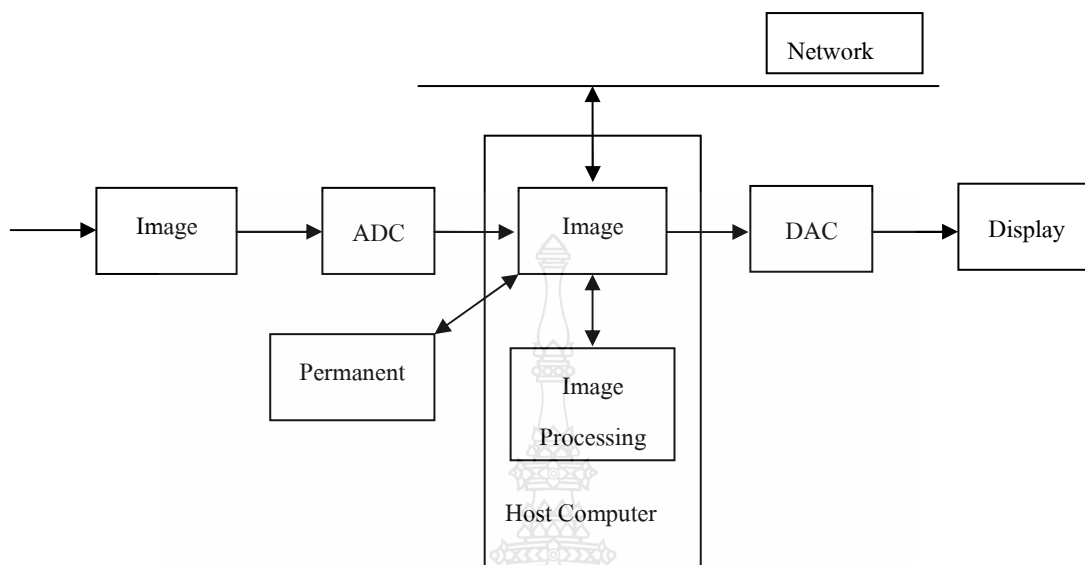 Network
Image
ADC
Image
DAC
Display
Permanent
Image
Processing
Host Computer